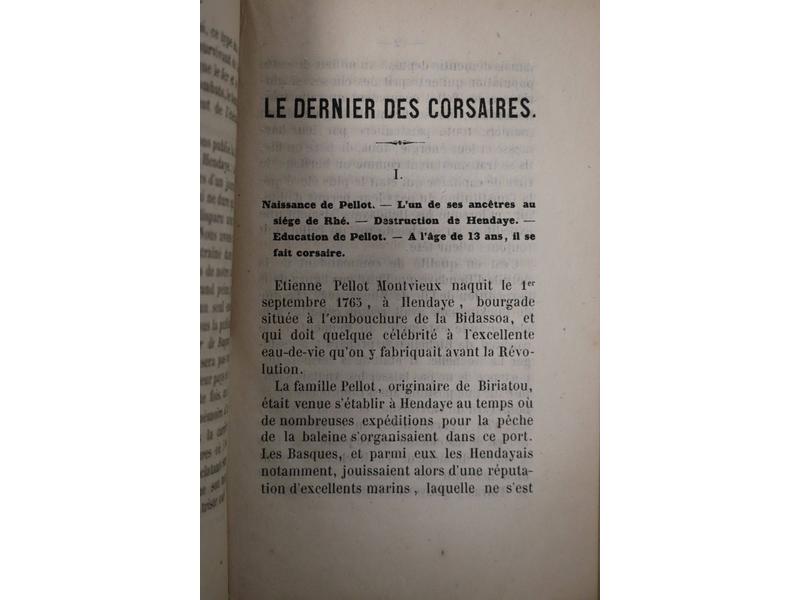 LE DERNIER DES CORSAIRES.
I.
Naissance de Pellot. — L'un de ses ancêtres au
siége de Rhé. — Destruction de Hendaye. —
Education de Pellot. — A l'âge de 13 ans, il se
fait corsaire.
Etienne Pellot Montvieux naquit le 1er
septembre 1765, à Hendaye, bourgade
située à l'embouchure de la Bidassoa, et
qui doit quelque célébrité à l'excellente
eau-de-vie qu'on y fabriquait avant la Révo-
lution.
La famille Pellot, originaire de Biriatou,
était venue s'établir à Hendaye au temps où
de nombreuses expéditions pour la pêche
de la baleine s'organisaient dans ce port.
Les Basques, et parmi eux les Hendayais
notamment, jouissaient alors d'une réputa-
tion d'excellents marins, laquelle ne s'est